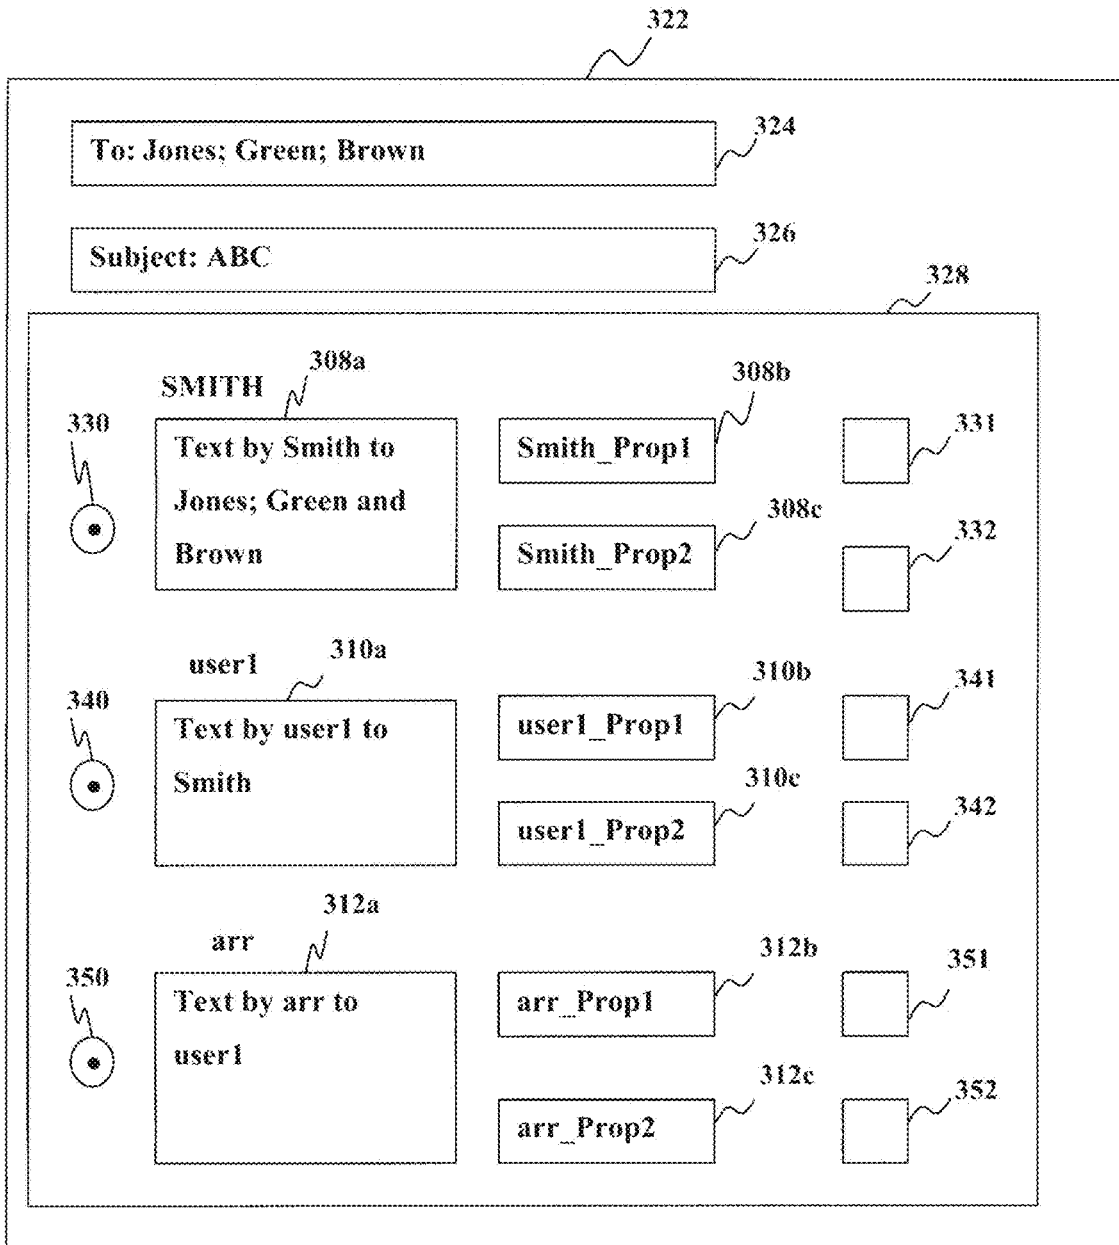 322
To: Jones; Green; Brown
324
Subject: ABC
326
328
SMITH
308a
308b
330
Text by Smith to
Jones; Green and
Brown
Smith_Prop1
331
308c
Smith_Prop2
332
user1
310a
310b
340
Text by user1 to
Smith
user1_Prop1
341
310c
user1_Prop2
342
arr
312a
312b
350
Text by arr to
user1
arr_Prop1
351
312c
arr_Prop2
352